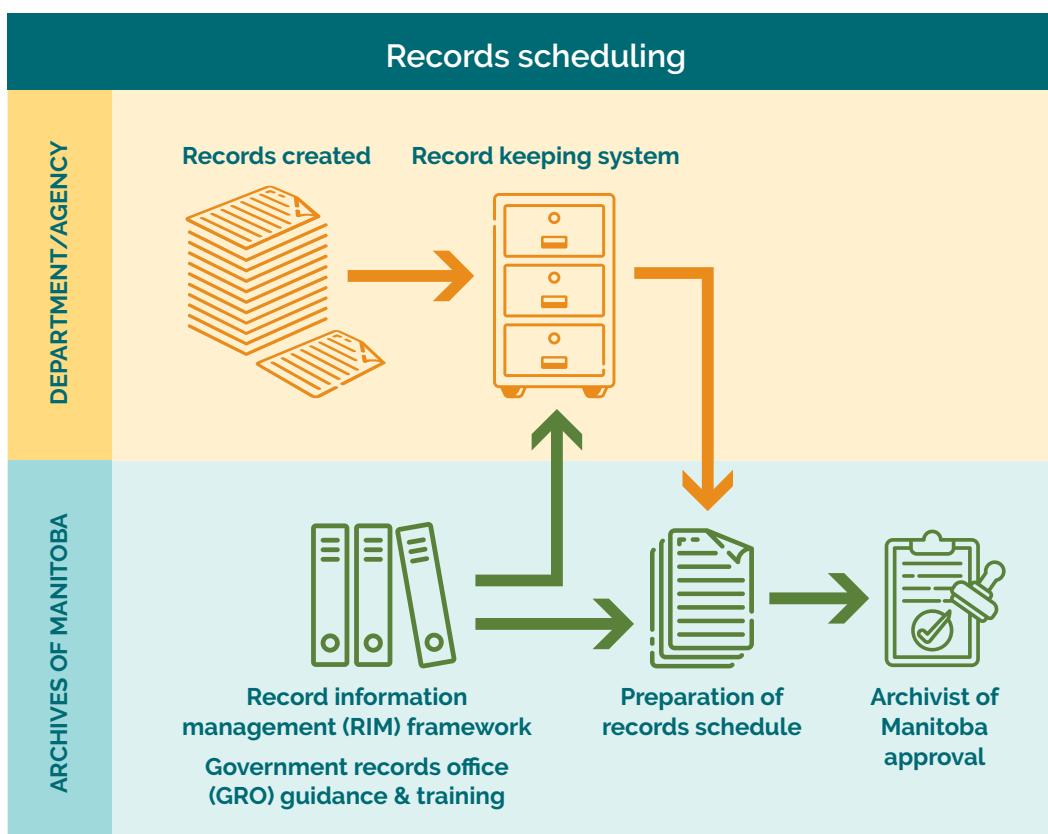 Records scheduling
DEPARTMENT/AGENCY
Records created
Record keeping system
ARCHIVES OF MANITOBA
Record information
management (RIM) framework
Government records office
(GRO) guidance & training
Preparation of
records schedule
Archivist of
Manitoba
approval